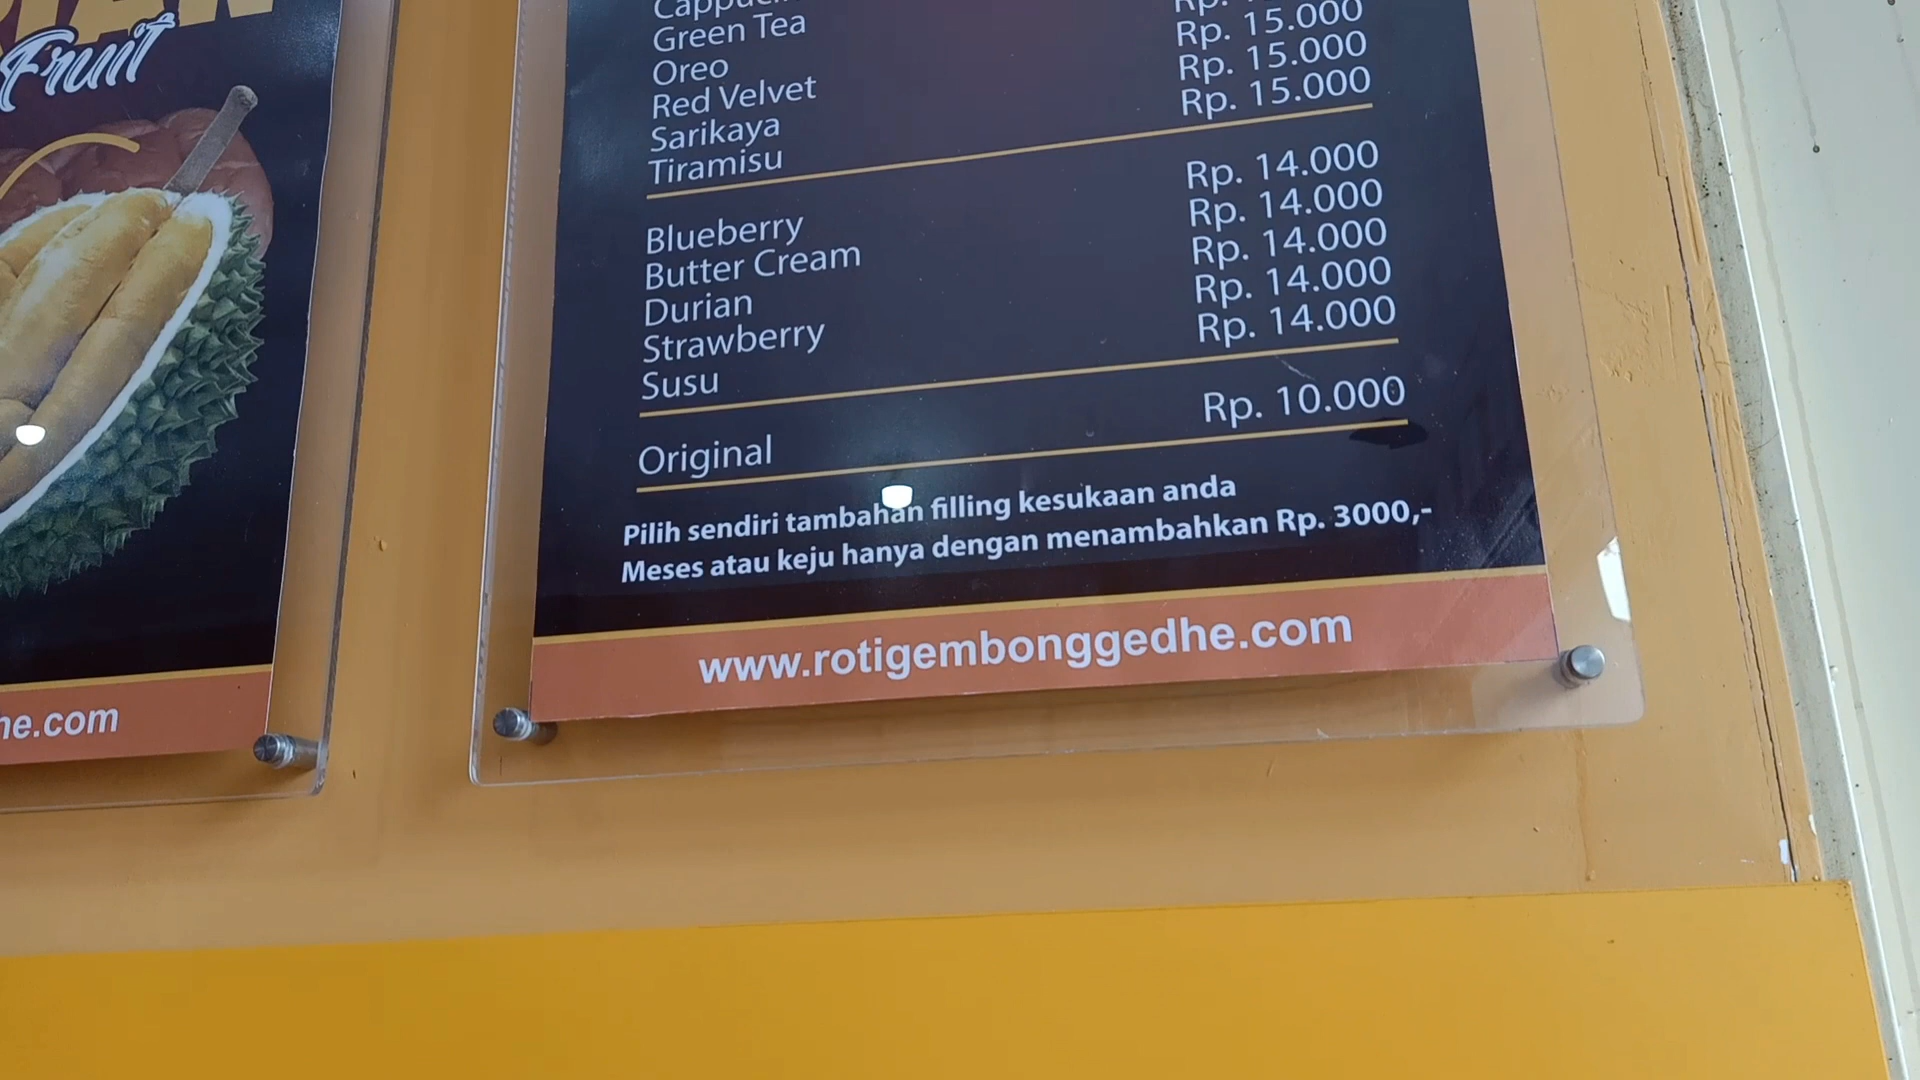 Fruit
he.com
Green Tea
Oreo
Red Velvet
Sarikaya
Tiramisu
Rp. 15.000
Rp. 15.000
Rp. 15.000
Blueberry Rp. 14.000
Butter Cream Rp. 14.000
Durian Rp. 14.000
Strawberry Rp. 14.000
Susu Rp. 14.000
Original Rp. 10.000
Pilih sendiri tambahan filling kesukaan anda
Meses atau keju hanya dengan menambahkan Rp. 3000,-
www.rotigembonggedhe.com